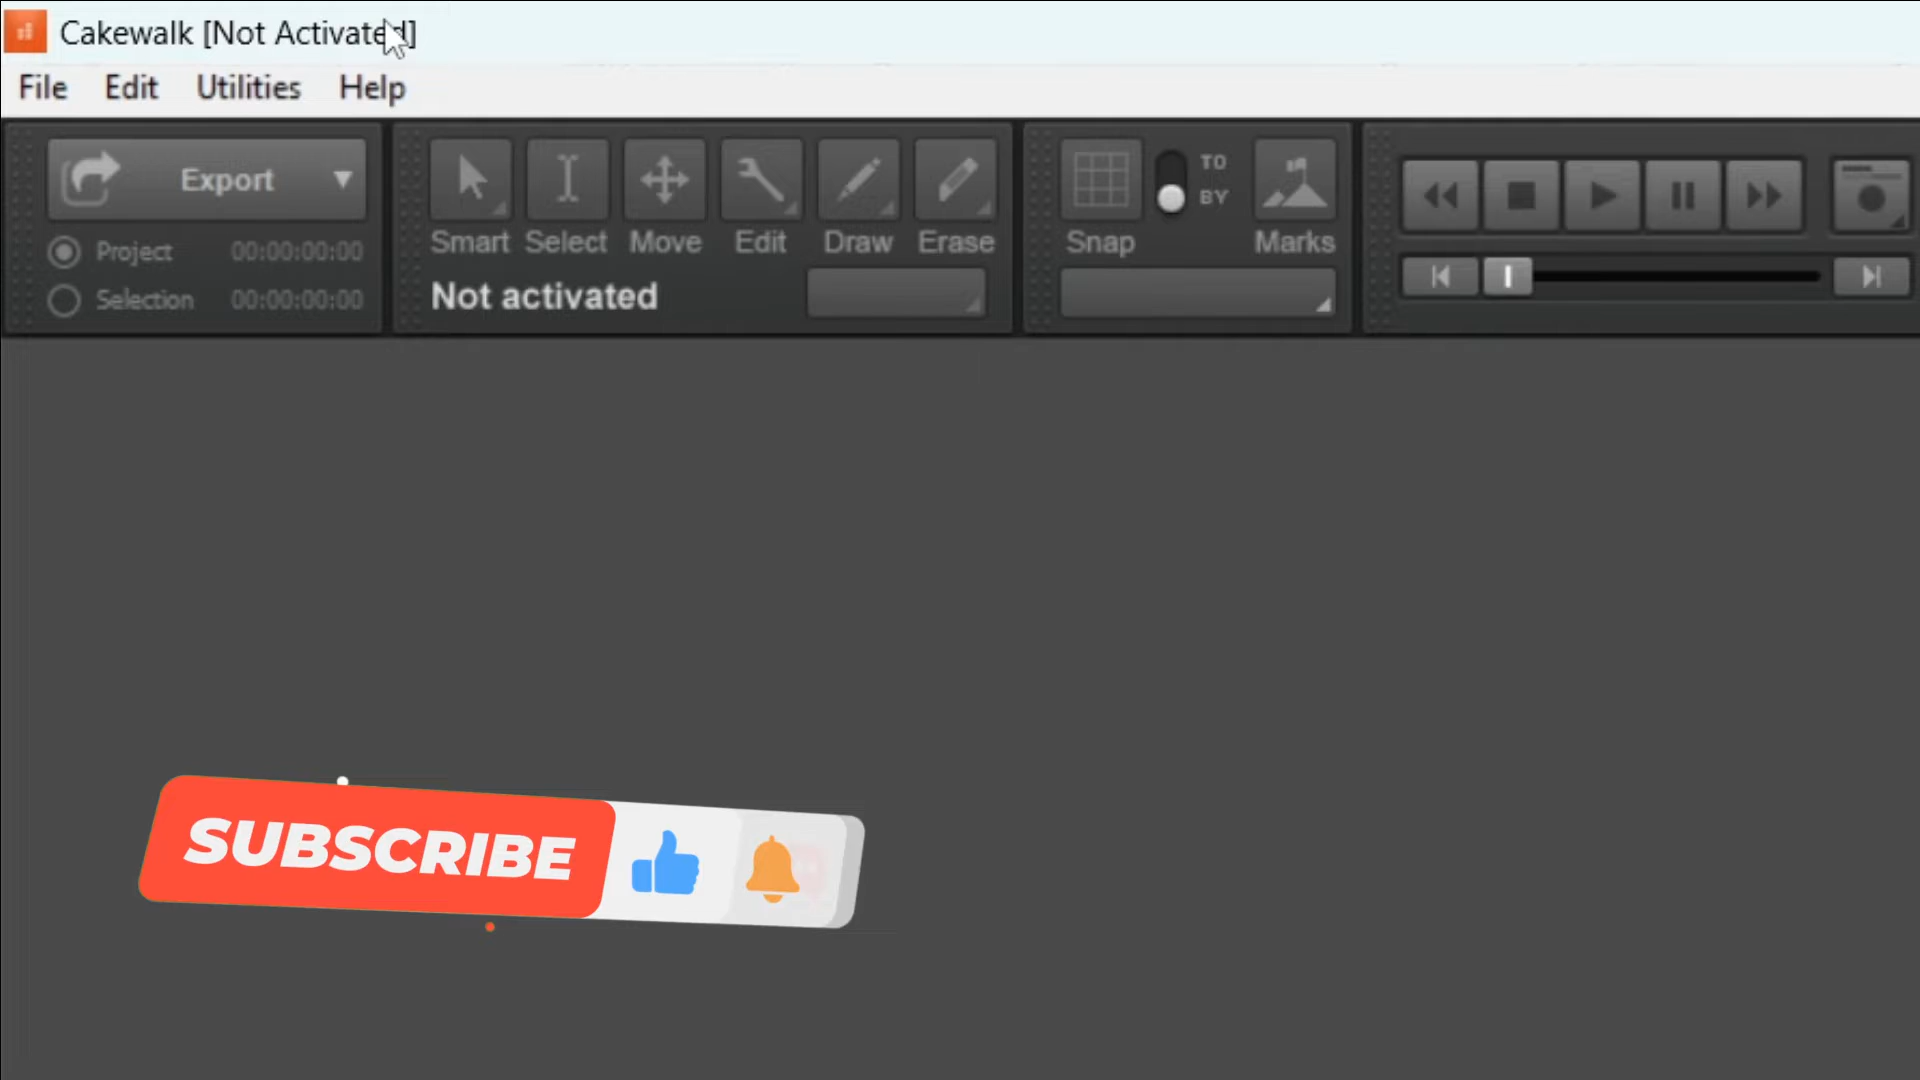 Cakewalk [Not Activated]
File Edit Utilities Help
Export
Project 00:00:00:00
Selection 00:00:00:00
Smart Select Move Edit Draw Erase
Not activated
TO
BY
Snap Marks
SUBSCRIBE